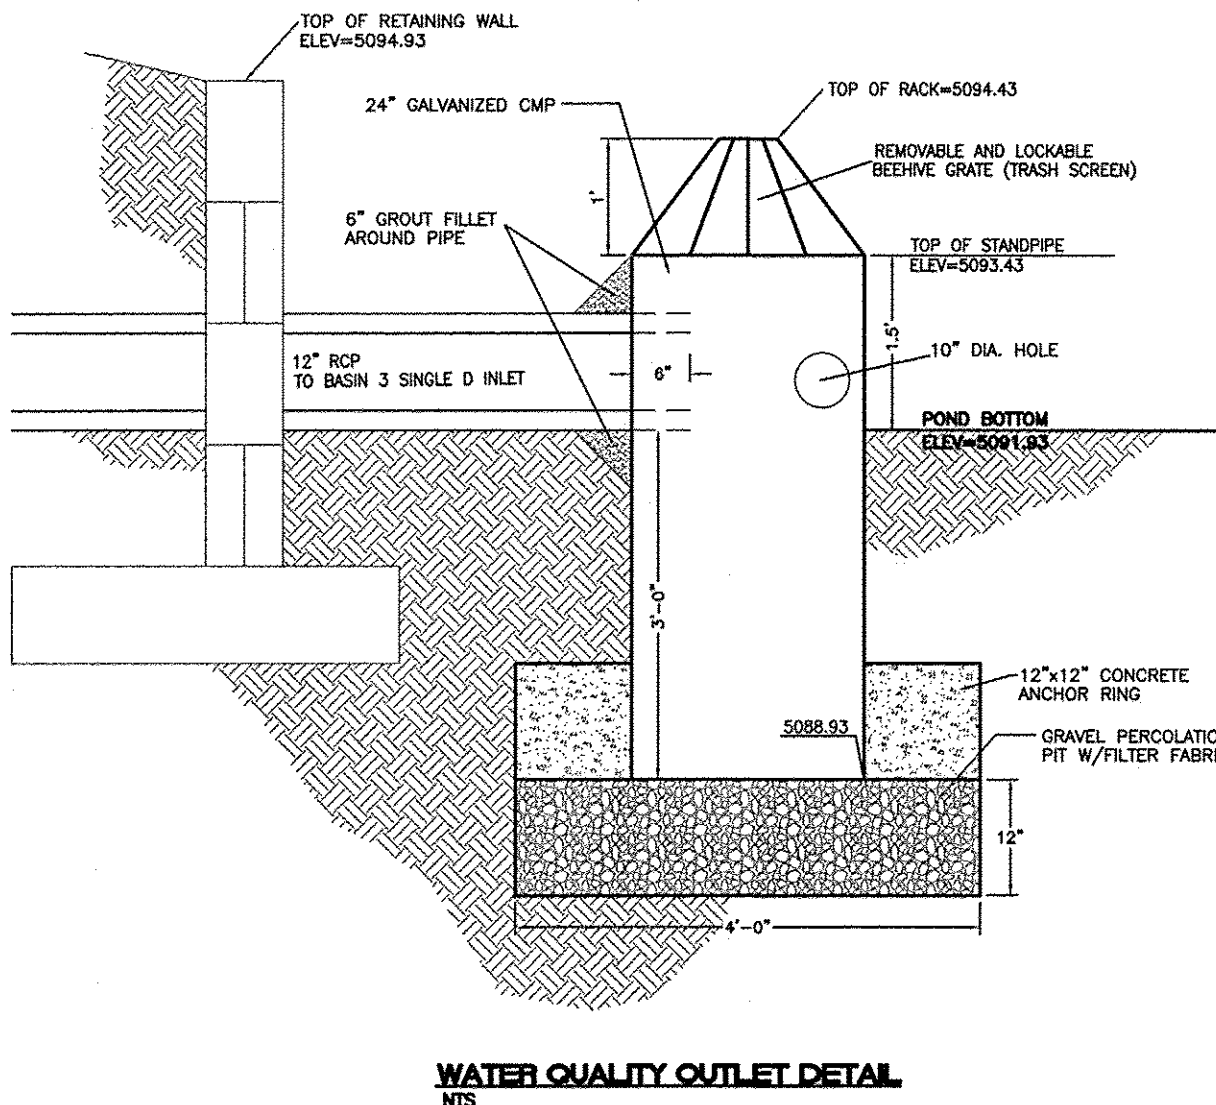 TOP OF RETAINING WALL
ELEV=5094.93
24" GALVANIZED CMP
TOP OF RACK=5094.43
REMOVABLE AND LOCKABLE
BEEHIVE GRATE (TRASH SCREEN)
1'
6" GROUT FILLET
AROUND PIPE
TOP OF STANDPIPE
ELEV=5093.43
1.5'
10" DIA. HOLE
12" RCP
TO BASIN 3 SINGLE D INLET
6"
POND BOTTOM
ELEV=5091.93
3'-0"
12"x12" CONCRETE
ANCHOR RING
5088.93
GRAVEL PERCOLATIO
PIT W/FILTER FABRI
12"
4'-0"
WATER QUALITY OUTLET DETAIL
NTS